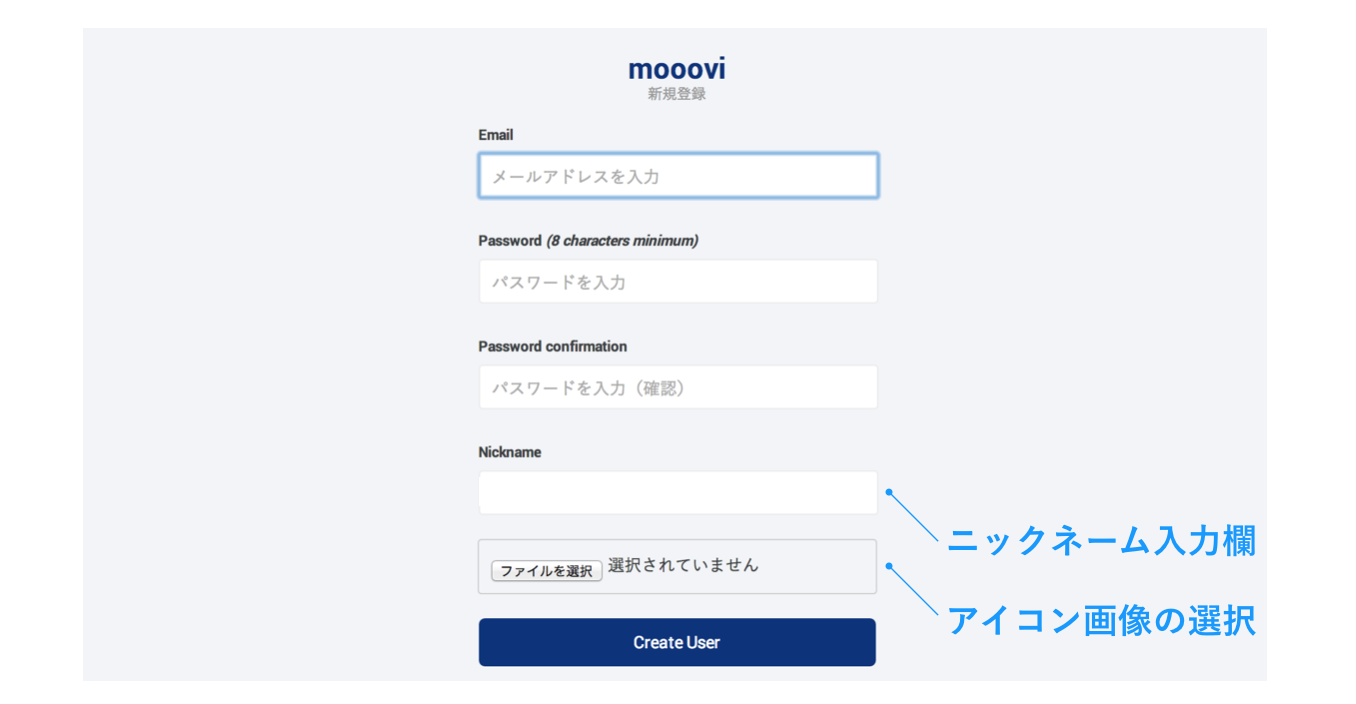 mooovi
新規登録
Email
メールアドレスを入力
Password (8 characters minimum)
パスワードを入力
Password confirmation
パスワードを入力（確認）
Nickname
ニックネーム入力欄
ファイルを選択 選択されていません
アイコン画像の選択
Create User